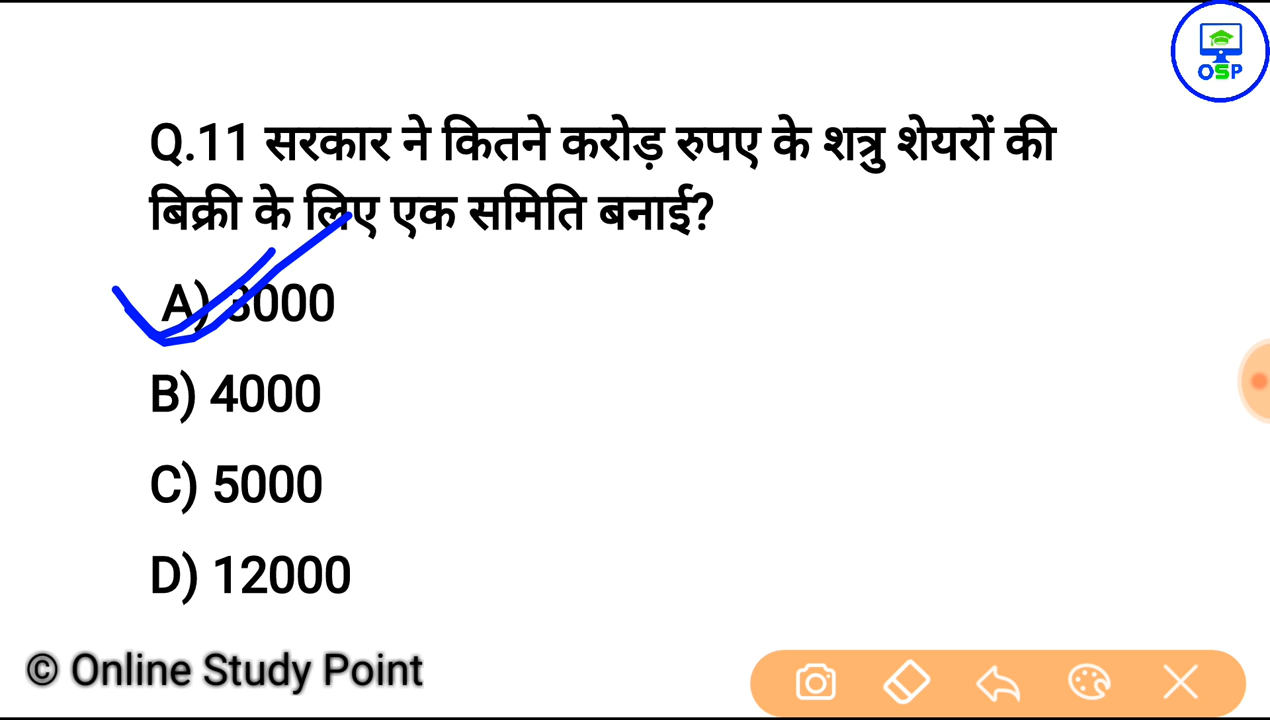 OSP
Q.11 सरकार ने कितने करोड़ रुपए के शत्रु शेयरों की
बिक्री के लिए एक समिति बनाई?
A) 3000
B) 4000
C) 5000
D) 12000
© Online Study Point